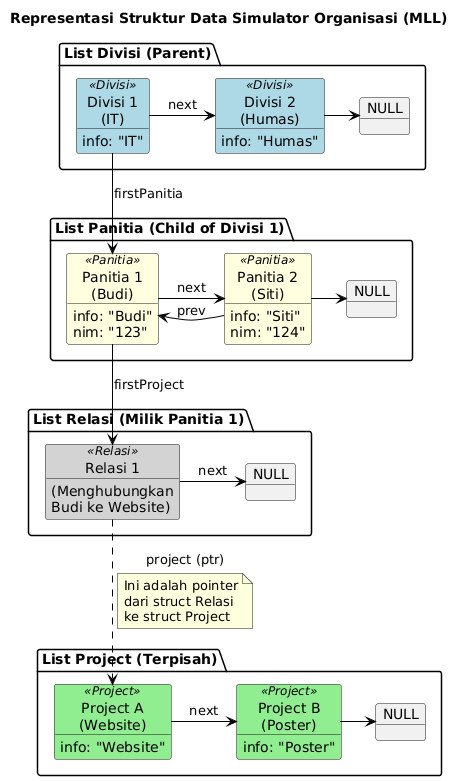 Representasi Struktur Data Simulator Organisasi (MLL)
List Divisi (Parent)
«Divisi»
Divisi 1
(IT)
info: "IT"
next
«Divisi»
Divisi 2
(Humas)
info: "Humas"
NULL
firstPanitia
List Panitia (Child of Divisi 1)
«Panitia»
Panitia 1
(Budi)
info: "Budi"
nim: "123"
next
prev
«Panitia»
Panitia 2
(Siti)
info: "Siti"
nim: "124"
NULL
firstProject
List Relasi (Milik Panitia 1)
«Relasi»
Relasi 1
(Menghubungkan
Budi ke Website)
next
NULL
project (ptr)
Ini adalah pointer
dari struct Relasi
ke struct Project
List Project (Terpisah)
«Project»
Project A
(Website)
info: "Website"
next
«Project»
Project B
(Poster)
info: "Poster"
NULL